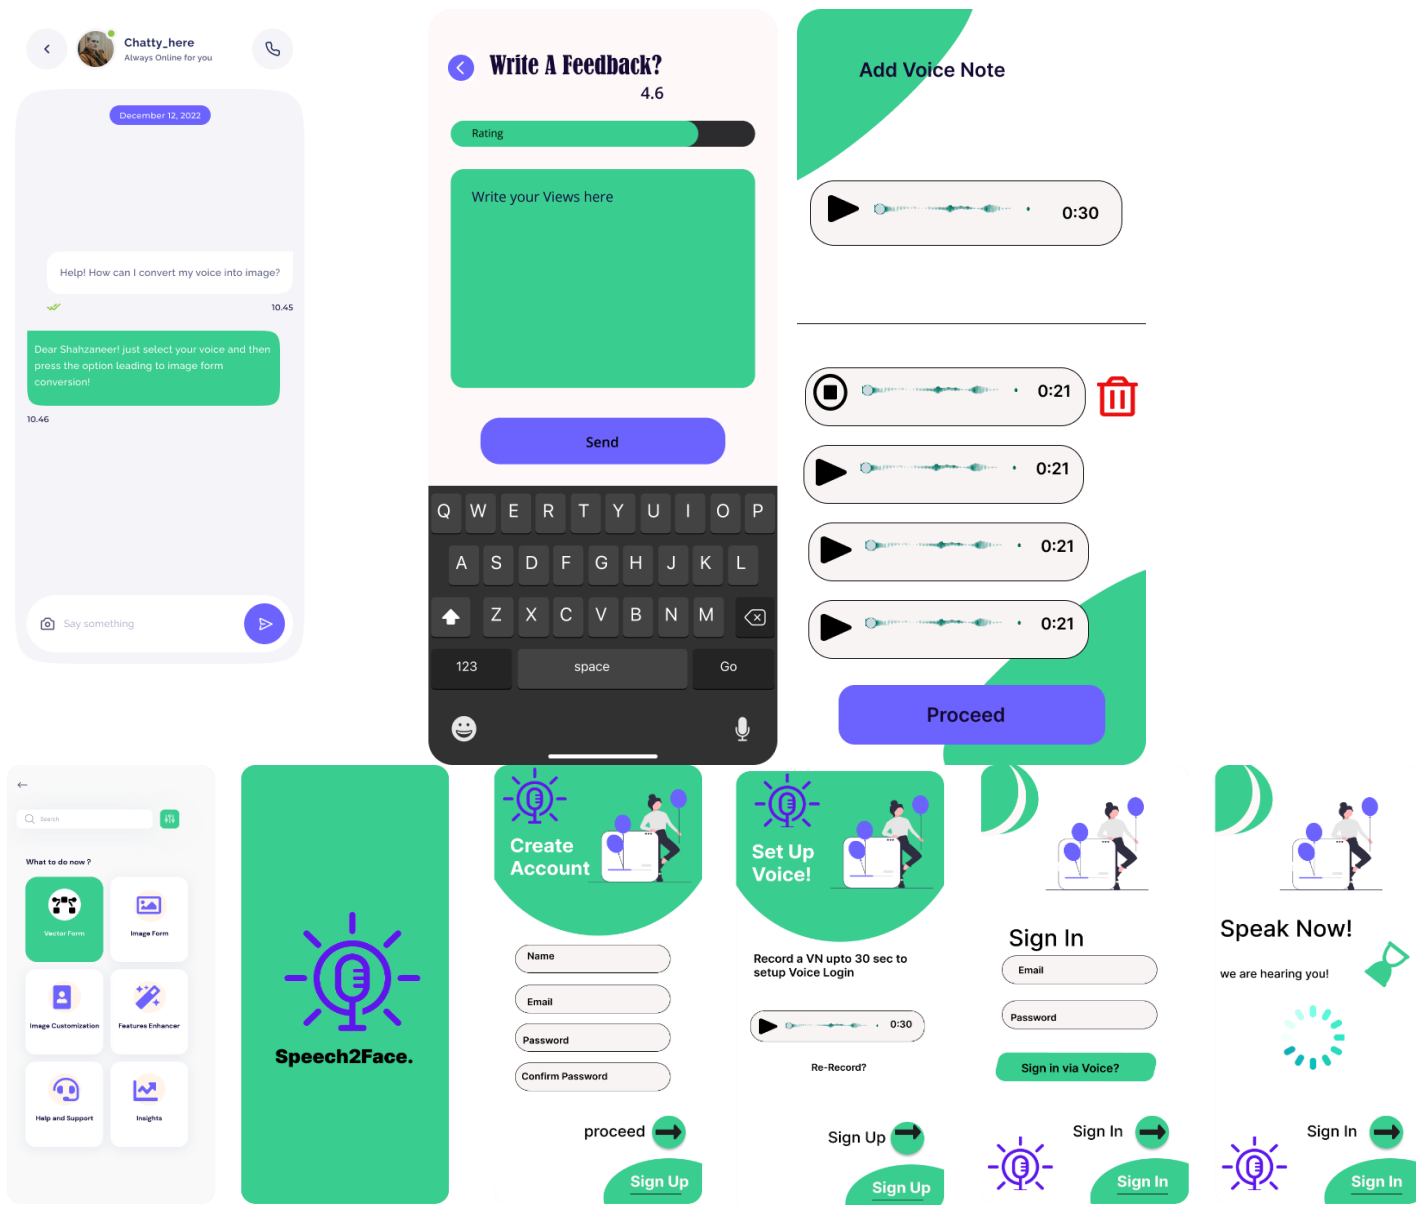 Chatty_here
Always Online for you
December 12, 2022
Help! How can I convert my voice into image?
10.45
Dear Shahzaneer! just select your voice and then
press the option leading to image form
conversion!
10.46
Say something
Write A Feedback?
4.6
Rating
Write your Views here
Send
Q W E R T Y U I O P
A S D F G H J K L
Z X C V B N M
123 space Go
Add Voice Note
0:30
0:21
0:21
0:21
0:21
Proceed
Search
What to do now ?
Vector Form
Image Form
Image Customization
Features Enhancer
Help and Support
Insights
Speech2Face.
Create
Account
Name
Email
Password
Confirm Password
proceed
Sign Up
Set Up
Voice!
Record a VN upto 30 sec to
setup Voice Login
0:30
Re-Record?
Sign Up
Sign Up
Sign In
Email
Password
Sign in via Voice?
Sign In
Sign In
Speak Now!
we are hearing you!
Sign In
Sign In